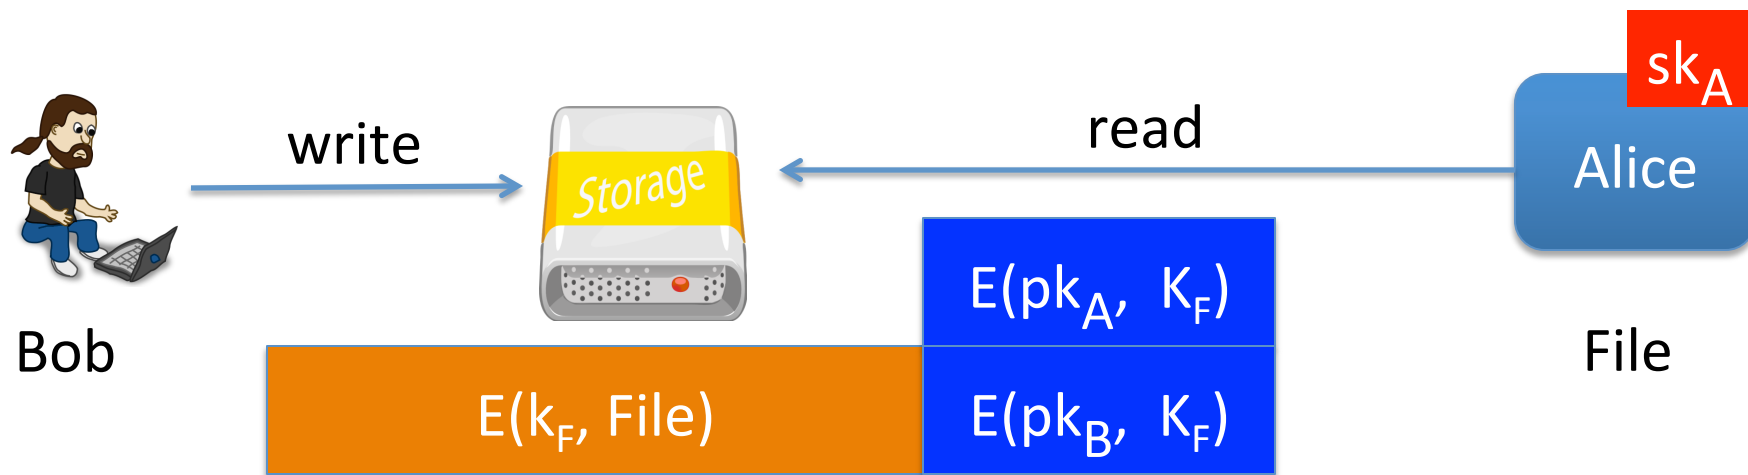 sk_A
write
read
Storage
Alice
E(pk_A, K_F)
Bob
File
E(k_F, File)
E(pk_B, K_F)